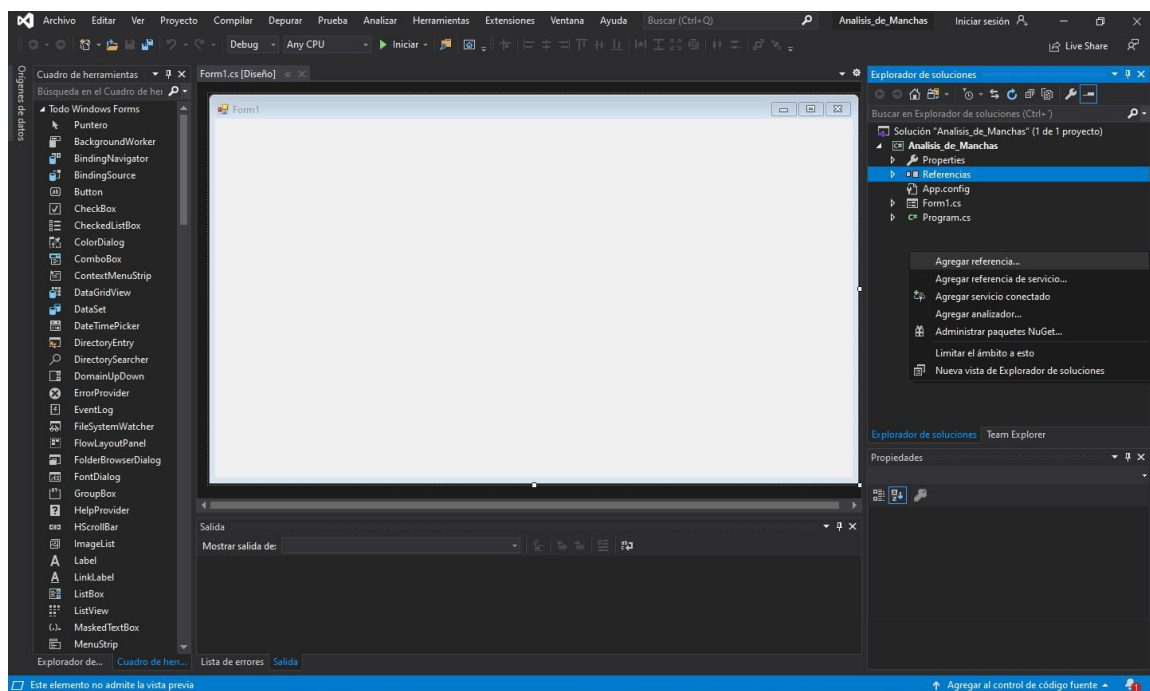 Archivo Editar Ver Proyecto Compilar Depurar Prueba Analizar Herramientas Extensiones Ventana Ayuda Buscar (Ctrl+Q) Analisis_de_Manchas Iniciar sesión
Debug Any CPU Iniciar Live Share
Orígenes de datos
Cuadro de herramientas
Búsqueda en el Cuadro de her
Todo Windows Forms
Puntero
BackgroundWorker
BindingNavigator
BindingSource
Button
CheckBox
CheckedListBox
ColorDialog
ComboBox
ContextMenuStrip
DataGridView
DataSet
DateTimePicker
DirectoryEntry
DirectorySearcher
DomainUpDown
ErrorProvider
EventLog
FileSystemWatcher
FlowLayoutPanel
FolderBrowserDialog
FontDialog
GroupBox
HelpProvider
HScrollBar
ImageList
Label
LinkLabel
ListBox
ListView
MaskedTextBox
MenuStrip
Explorador de... Cuadro de herr...
Form1.cs [Diseño]
Form1
Salida
Mostrar salida de:
Lista de errores Salida
Explorador de soluciones
Buscar en Explorador de soluciones (Ctrl+´)
Solución "Analisis_de_Manchas" (1 de 1 proyecto)
Analisis_de_Manchas
Properties
Referencias
App.config
Form1.cs
Program.cs
Agregar referencia...
Agregar referencia de servicio...
Agregar servicio conectado
Agregar analizador...
Administrar paquetes NuGet...
Limitar el ámbito a esto
Nueva vista de Explorador de soluciones
Explorador de soluciones Team Explorer
Propiedades
Este elemento no admite la vista previa
Agregar al control de código fuente
1